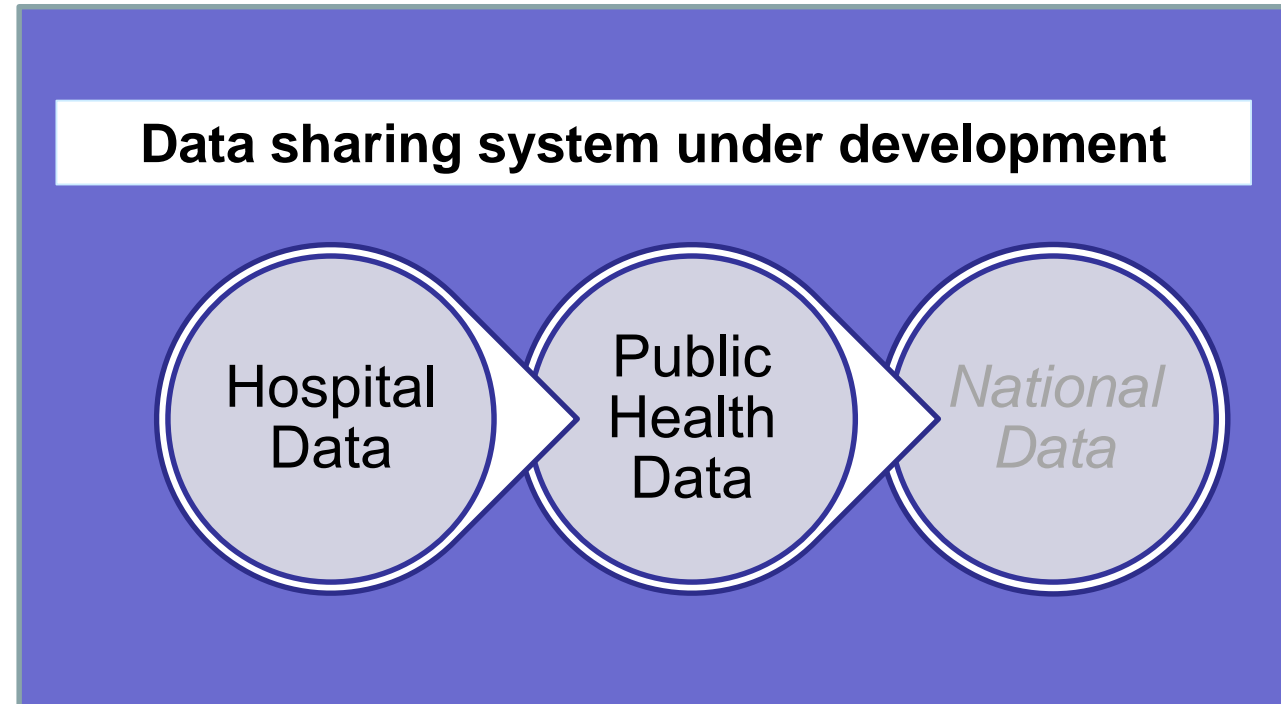 Data sharing system under development
Hospital
Data
Public
Health
Data
National
Data